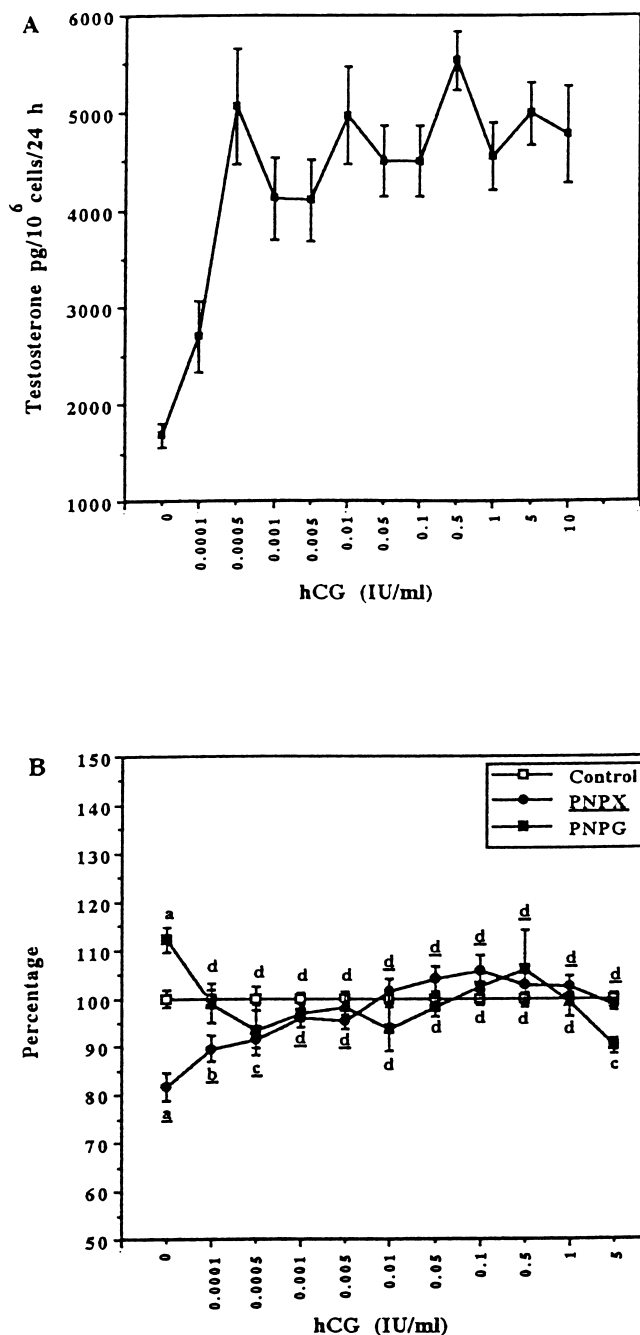 A
6000
5000
4000
3000
2000
1000
Testosterone pg/10⁶ cells/24 h
0
0.0001
0.0005
0.001
0.005
0.01
0.05
0.1
0.5
1
5
10
hCG (IU/ml)
B
150
140
130
120
110
100
90
80
70
60
50
Percentage
Control
PNPX
PNPG
a
d
d
d
d
d
d
d
d
d
d
a
b
c
d
d
d
d
d
d
d
c
0
0.0001
0.0005
0.001
0.005
0.01
0.05
0.1
0.5
1
5
hCG (IU/ml)